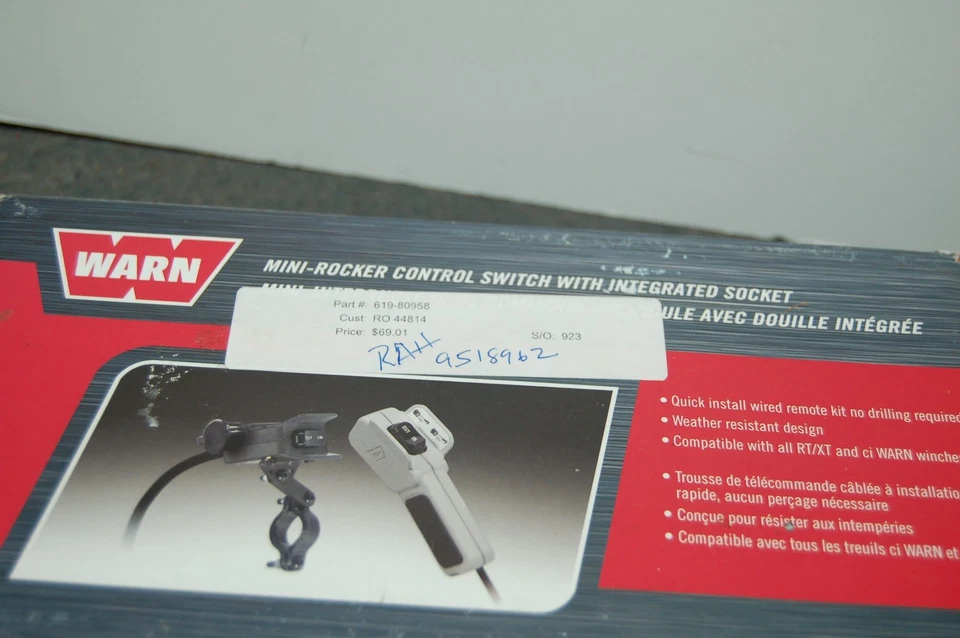 WARN
MINI-ROCKER CONTROL SWITCH WITH INTEGRATED SOCKET
AVEC DOUILLE INTÉGRÉE
Part #: 619-80958
Cust: RO 44814
Price: $69.01 S/O: 923
RAH 9518962
• Quick install wired remote kit no drilling required
• Weather resistant design
• Compatible with all RT/XT and ci WARN
• Trousse de télécommande câblée à
rapide, aucun perçage nécessaire
• Conçue pour résister aux intempéries
• Compatible avec tous les treuils ci WARN et